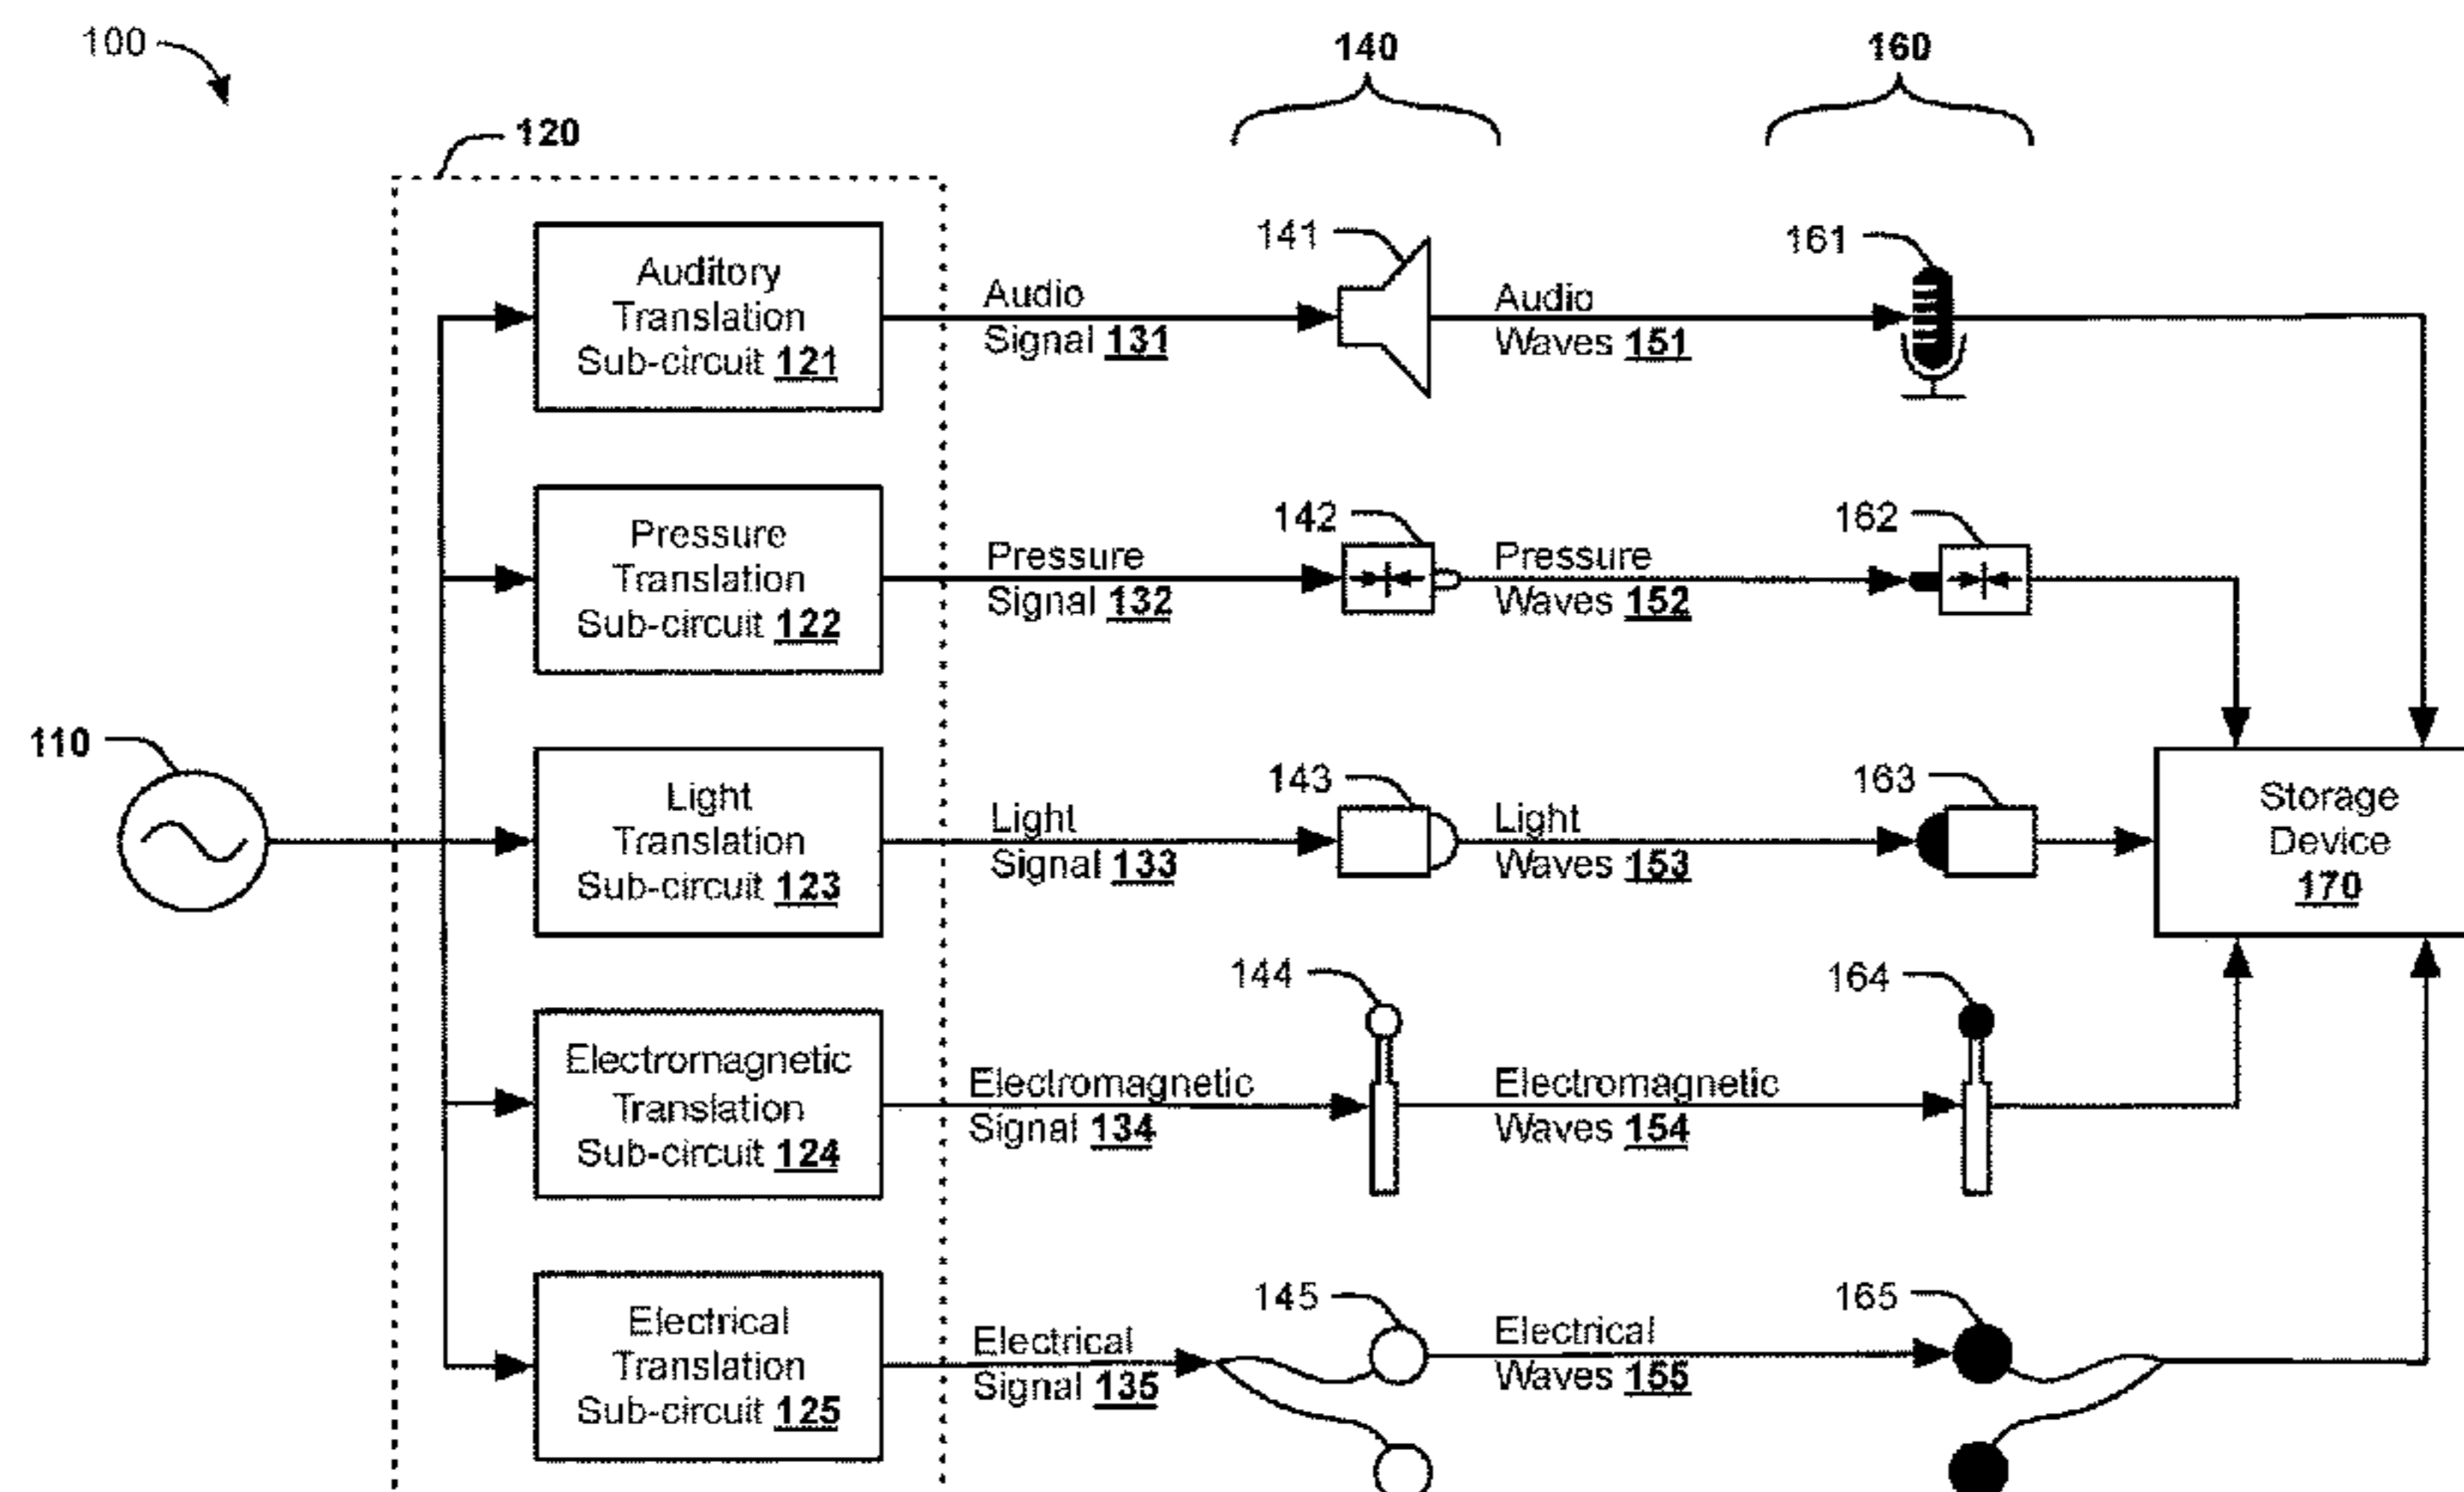 100
140
160
120
Auditory
Translation
Sub-circuit 121
Audio
Signal 131
141
Audio
Waves 151
161
Pressure
Translation
Sub-circuit 122
Pressure
Signal 132
142
Pressure
Waves 152
162
110
Light
Translation
Sub-circuit 123
Light
Signal 133
143
Light
Waves 153
163
Storage
Device
170
Electromagnetic
Translation
Sub-circuit 124
Electromagnetic
Signal 134
144
Electromagnetic
Waves 154
164
Electrical
Translation
Sub-circuit 125
Electrical
Signal 135
145
Electrical
Waves 155
165